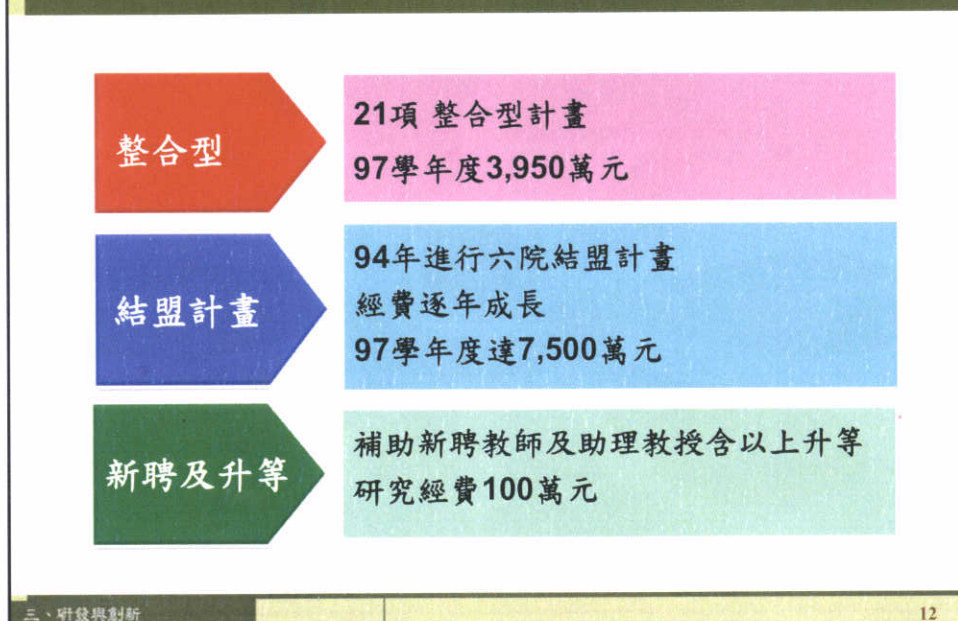 整合型
21項 整合型計畫
97學年度3,950萬元
結盟計畫
94年進行六院結盟計畫
經費逐年成長
97學年度達7,500萬元
新聘及升等
補助新聘教師及助理教授含以上升等
研究經費100萬元
三、研發與創新
12